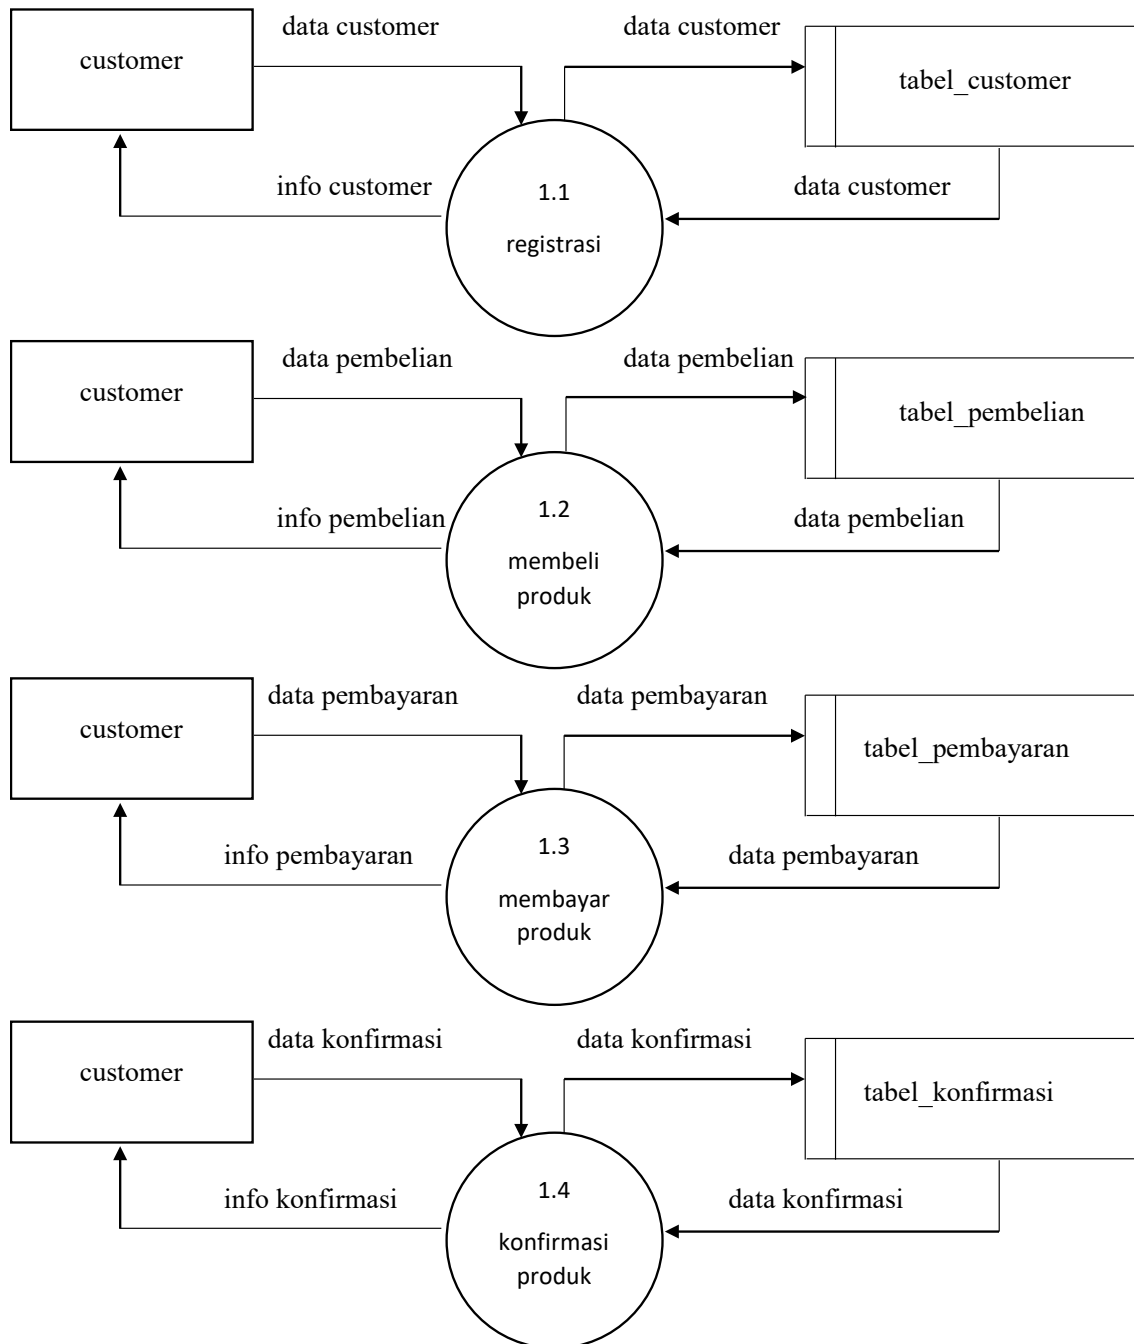 data customer
data customer
customer
tabel_customer
info customer
data customer
1.1
registrasi
data pembelian
data pembelian
customer
tabel_pembelian
info pembelian
data pembelian
1.2
membeli
produk
data pembayaran
data pembayaran
customer
tabel_pembayaran
info pembayaran
data pembayaran
1.3
membayar
produk
data konfirmasi
data konfirmasi
customer
tabel_konfirmasi
info konfirmasi
data konfirmasi
1.4
konfirmasi
produk